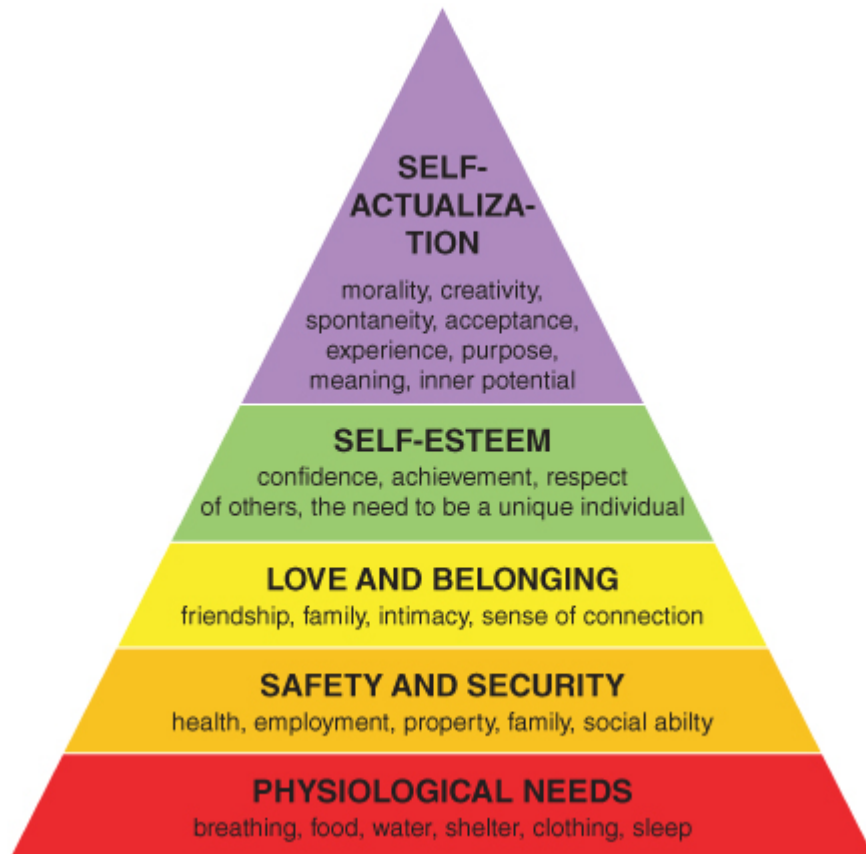 SELF-
ACTUALIZA-
TION
morality, creativity,
spontaneity, acceptance,
experience, purpose,
meaning, inner potential
SELF-ESTEEM
confidence, achievement, respect
of others, the need to be a unique individual
LOVE AND BELONGING
friendship, family, intimacy, sense of connection
SAFETY AND SECURITY
health, employment, property, family, social abilty
PHYSIOLOGICAL NEEDS
breathing, food, water, shelter, clothing, sleep